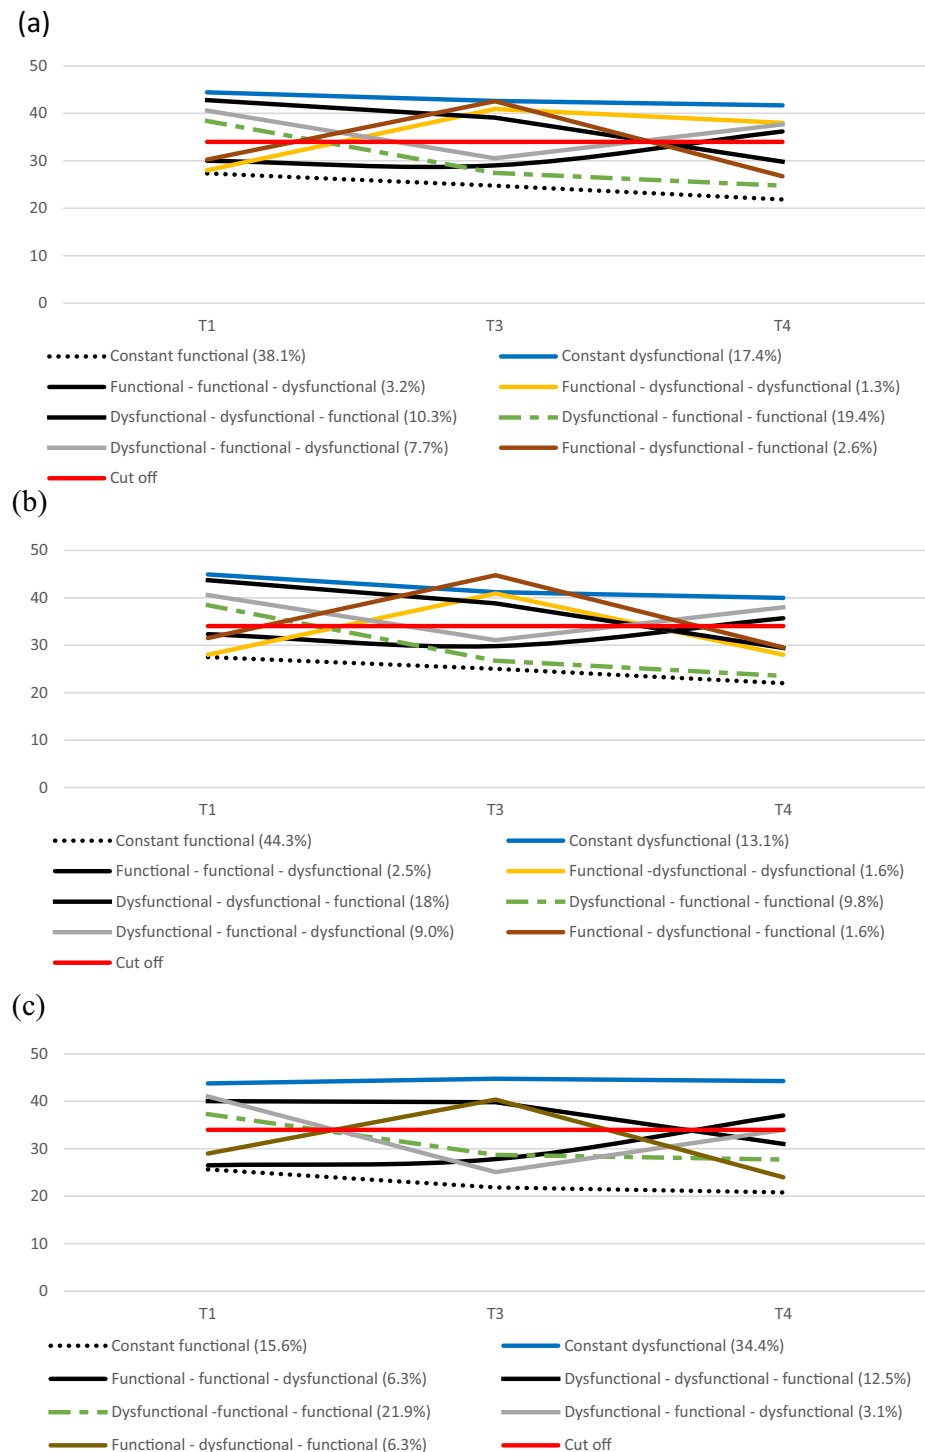 (a)
50
40
30
20
10
0
T1 T3 T4
Constant functional (38.1%) Constant dysfunctional (17.4%)
Functional - functional - dysfunctional (3.2%) Functional - dysfunctional - dysfunctional (1.3%)
Dysfunctional - dysfunctional - functional (10.3%) Dysfunctional - functional - functional (19.4%)
Dysfunctional - functional - dysfunctional (7.7%) Functional - dysfunctional - functional (2.6%)
Cut off
(b)
50
40
30
20
10
0
T1 T3 T4
Constant functional (44.3%) Constant dysfunctional (13.1%)
Functional - functional - dysfunctional (2.5%) Functional -dysfunctional - dysfunctional (1.6%)
Dysfunctional - dysfunctional - functional (18%) Dysfunctional - functional - functional (9.8%)
Dysfunctional - functional - dysfunctional (9.0%) Functional - dysfunctional - functional (1.6%)
Cut off
(c)
50
40
30
20
10
0
T1 T3 T4
Constant functional (15.6%) Constant dysfunctional (34.4%)
Functional - functional - dysfunctional (6.3%) Dysfunctional - dysfunctional - functional (12.5%)
Dysfunctional -functional - functional (21.9%) Dysfunctional - functional - dysfunctional (3.1%)
Functional - dysfunctional - functional (6.3%) Cut off